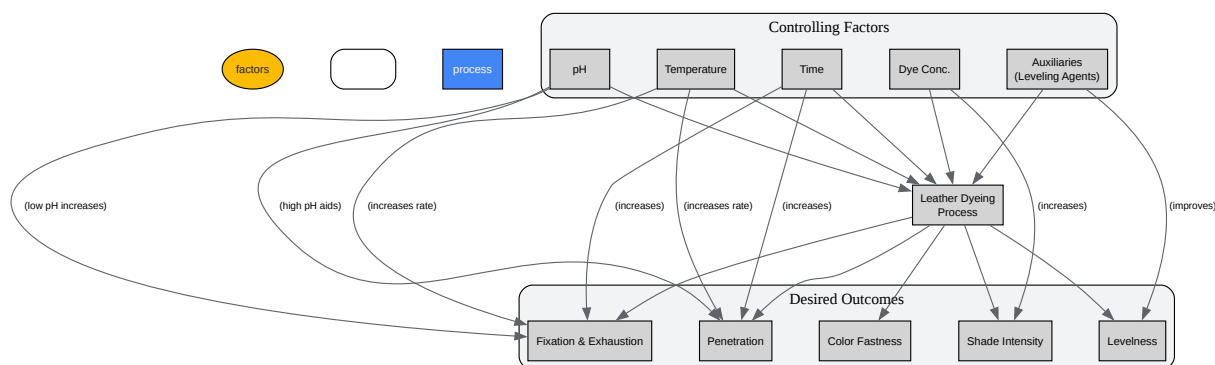 Controlling Factors
factors
process
pH
Temperature
Time
Dye Conc.
Auxiliaries
(Leveling Agents)
Leather Dyeing
Process
(low pH increases)
(high pH aids)
(increases rate)
(increases)
(increases rate)
(increases)
(increases)
(improves)
Desired Outcomes
Fixation & Exhaustion
Penetration
Color Fastness
Shade Intensity
Levelness